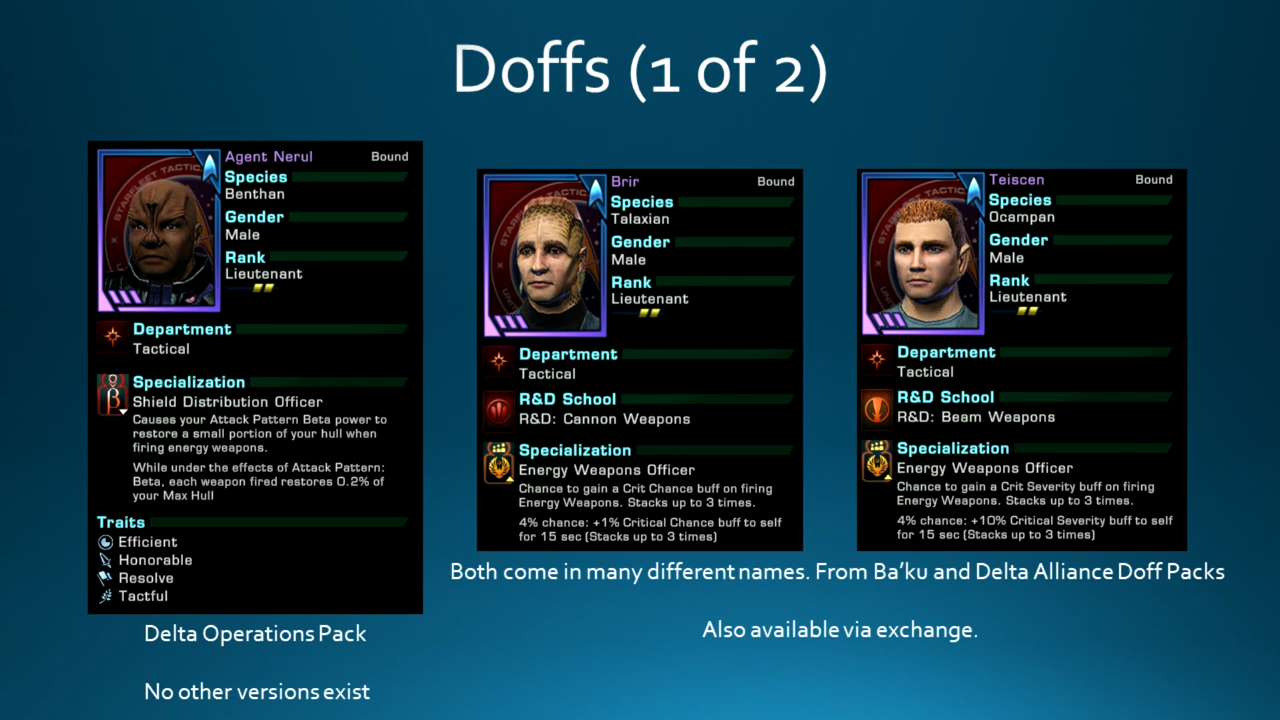 Doffs (1 of 2)
Agent Nerul Bound
Species
Benthan
Gender
Male
Rank
Lieutenant
Department
Tactical
Specialization
Shield Distribution Officer
Causes your Attack Pattern Beta power to
restore a small portion of your hull when
firing energy weapons.
While under the effects of Attack Pattern:
Beta, each weapon fired restores 0.2% of
your Max Hull
Traits
Efficient
Honorable
Resolve
Tactful
Delta Operations Pack
No other versions exist
Brir Bound
Species
Talaxian
Gender
Male
Rank
Lieutenant
Department
Tactical
R&D School
R&D: Cannon Weapons
Specialization
Energy Weapons Officer
Chance to gain a Crit Chance buff on firing
Energy Weapons. Stacks up to 3 times.
4% chance: +1% Critical Chance buff to self
for 15 sec (Stacks up to 3 times)
Teiscen Bound
Species
Ocampan
Gender
Male
Rank
Lieutenant
Department
Tactical
R&D School
R&D: Beam Weapons
Specialization
Energy Weapons Officer
Chance to gain a Crit Severity buff on firing
Energy Weapons. Stacks up to 3 times.
4% chance: +10% Critical Severity buff to self
for 15 sec (Stacks up to 3 times)
Both come in many different names. From Ba’ku and Delta Alliance Doff Packs
Also available via exchange.